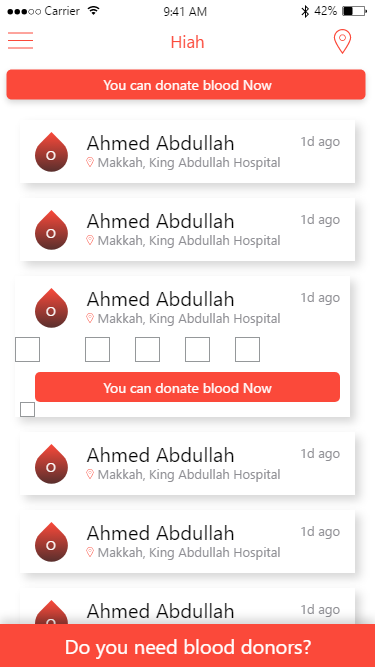 Carrier 9:41 AM 42%
Hiah
You can donate blood Now
Ahmed Abdullah 1d ago
O
Makkah, King Abdullah Hospital
Ahmed Abdullah 1d ago
O
Makkah, King Abdullah Hospital
Ahmed Abdullah 1d ago
O
Makkah, King Abdullah Hospital
You can donate blood Now
Ahmed Abdullah 1d ago
O
Makkah, King Abdullah Hospital
Ahmed Abdullah 1d ago
O
Makkah, King Abdullah Hospital
Ahmed Abdullah 1d ago
O
Do you need blood donors?